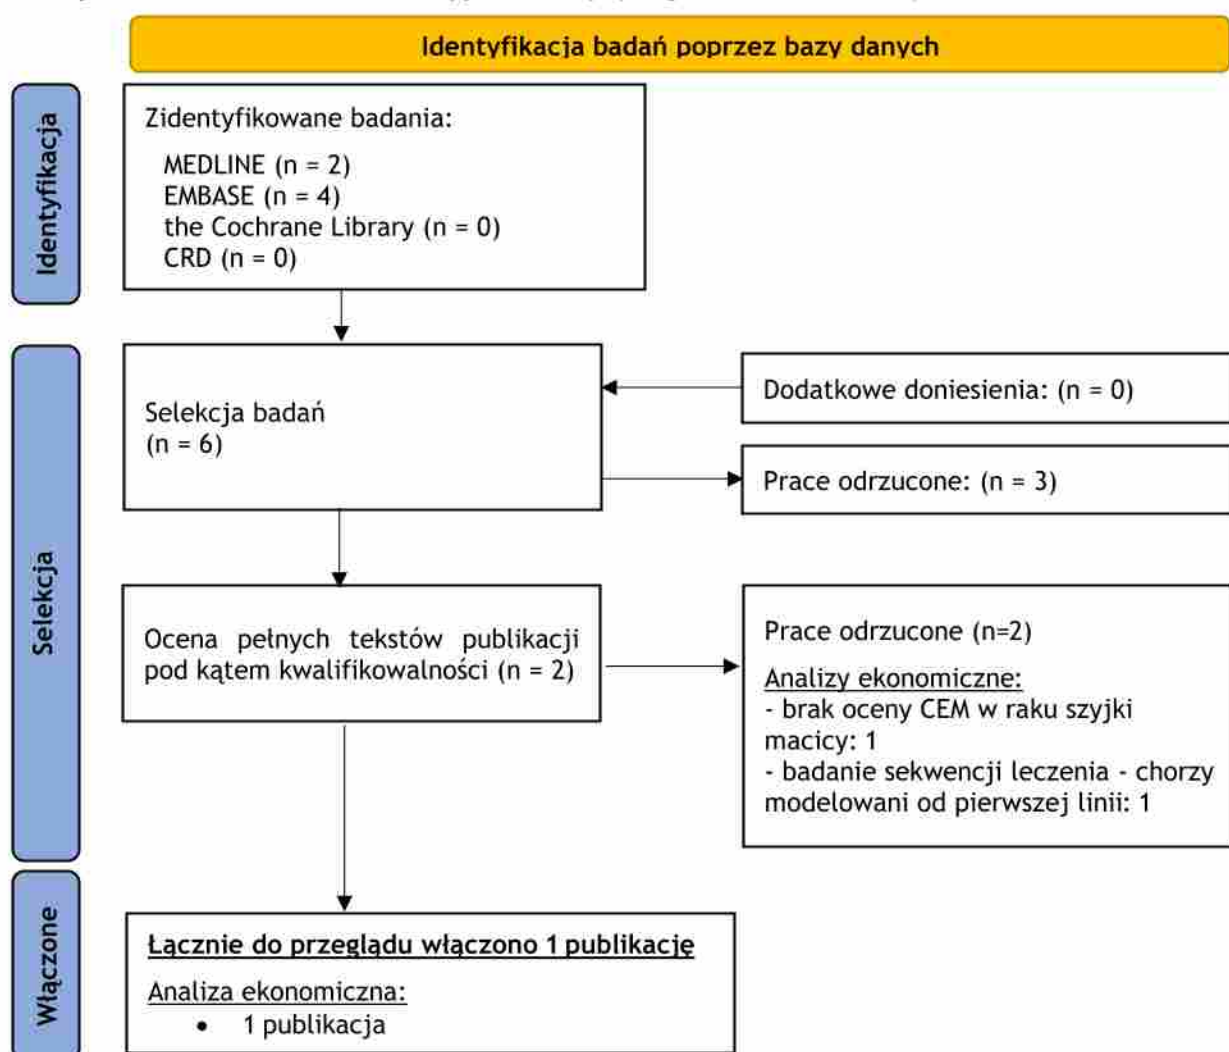 Identyfikacja badań poprzez bazy danych
Identyfikacja
Zidentyfikowane badania:
MEDLINE (n = 2)
EMBASE (n = 4)
the Cochrane Library (n = 0)
CRD (n = 0)
Selekcja
Selekcja badań
(n = 6)
Dodatkowe doniesienia: (n = 0)
Prace odrzucone: (n = 3)
Ocena pełnych tekstów publikacji
pod kątem kwalifikowalności (n = 2)
Prace odrzucone (n=2)
Analizy ekonomiczne:
- brak oceny CEM w raku szyjki
macicy: 1
- badanie sekwencji leczenia - chorzy
modelowani od pierwszej linii: 1
Włączone
Łącznie do przeglądu włączono 1 publikację
Analiza ekonomiczna:
• 1 publikacja